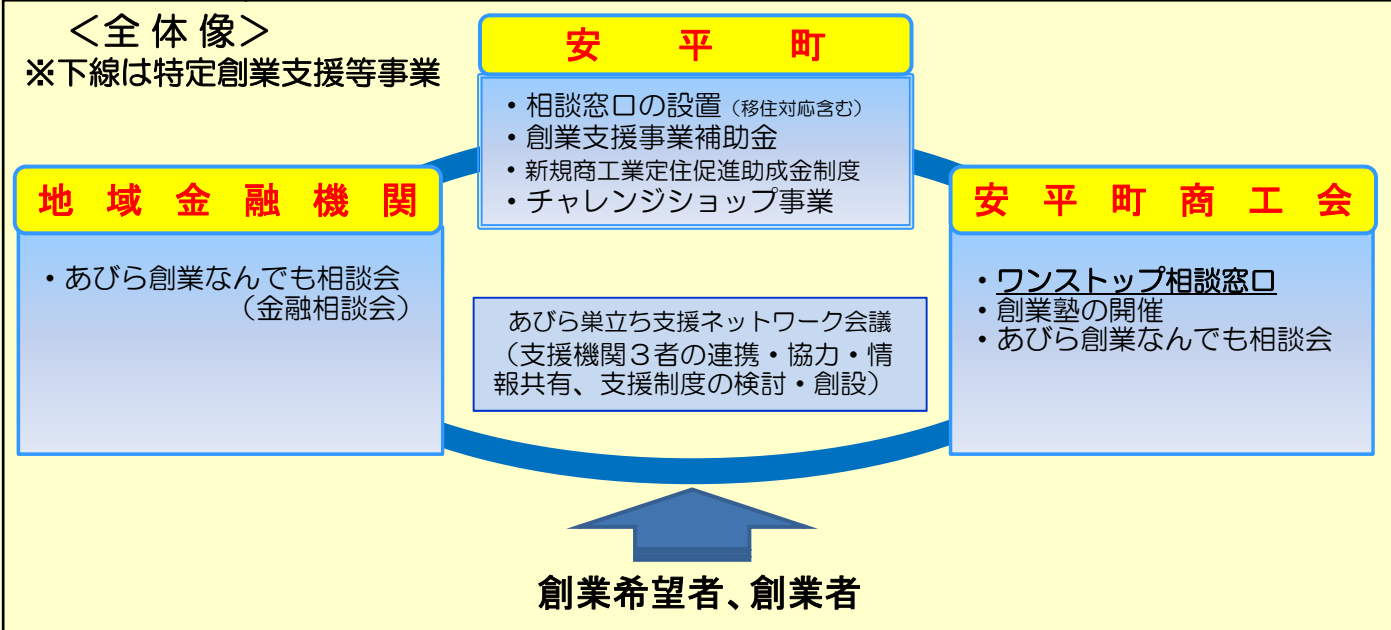 ＜全 体 像＞
※下線は特定創業支援等事業
安 平 町
・相談窓口の設置（移住対応含む）
・創業支援事業補助金
・新規商工業定住促進助成金制度
・チャレンジショップ事業
地 域 金 融 機 関
・あびら創業なんでも相談会
（金融相談会）
あびら巣立ち支援ネットワーク会議
（支援機関３者の連携・協力・情
報共有、支援制度の検討・創設）
安 平 町 商 工 会
・ワンストップ相談窓口
・創業塾の開催
・あびら創業なんでも相談会
創業希望者、創業者